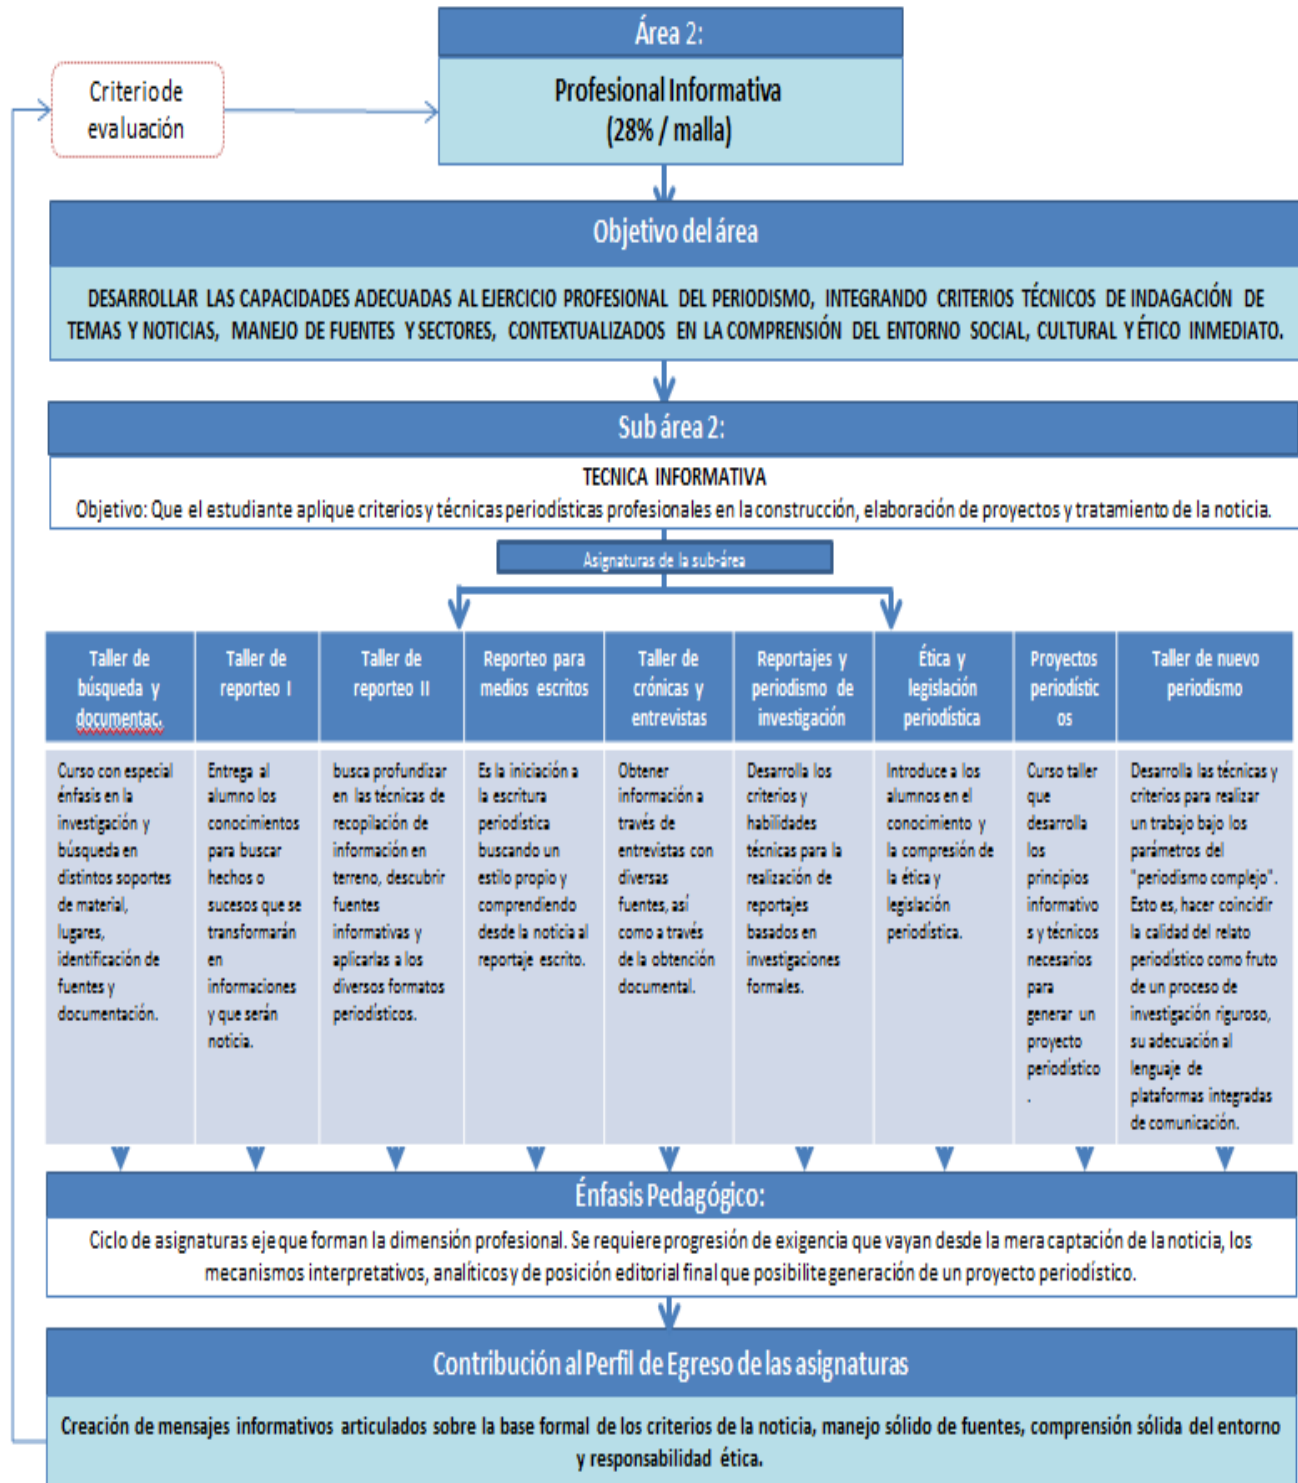 Área 2:
Profesional Informativa
(28% / malla)
Criterio de
evaluación
Objetivo del área
DESARROLLAR LAS CAPACIDADES ADECUADAS AL EJERCICIO PROFESIONAL DEL PERIODISMO, INTEGRANDO CRITERIOS TÉCNICOS DE INDAGACIÓN DE
TEMAS Y NOTICIAS, MANEJO DE FUENTES Y SECTORES, CONTEXTUALIZADOS EN LA COMPRENSIÓN DEL ENTORNO SOCIAL, CULTURAL Y ÉTICO INMEDIATO.
Sub área 2:
TECNICA INFORMATIVA
Objetivo: Que el estudiante aplique criterios y técnicas periodísticas profesionales en la construcción, elaboración de proyectos y tratamiento de la noticia.
Asignaturas de la sub-área
Taller de
búsqueda y
documentac.
Taller de
reporteo I
Taller de
reporteo II
Reporteo para
medios escritos
Taller de
crónicas y
entrevistas
Reportajes y
periodismo de
investigación
Ética y
legislación
periodística
Proyectos
periodístic
os
Taller de nuevo
periodismo
Curso con especial
énfasis en la
investigación y
búsqueda en
distintos soportes
de material,
lugares,
identificación de
fuentes y
documentación.
Entrega al
alumno los
conocimientos
para buscar
hechos o
sucesos que se
transformarán
en
informaciones
y que serán
noticia.
busca profundizar
en las técnicas de
recopilación de
información en
terreno, descubrir
fuentes
informativas y
aplicarlas a los
diversos formatos
periodísticos.
Es la iniciación a
la escritura
periodística
buscando un
estilo propio y
comprendiendo
desde la noticia al
reportaje escrito.
Obtener
información a
través de
entrevistas con
diversas
fuentes, así
como a través
de la obtención
documental.
Desarrolla los
criterios y
habilidades
técnicas para la
realización de
reportajes
basados en
investigaciones
formales.
Introduce a los
alumnos en el
conocimiento y
la compresión de
la ética y
legislación
periodística.
Curso taller
que
desarrolla
los
principios
informativo
s y técnicos
necesarios
para
generar un
proyecto
periodístico
.
Desarrolla las técnicas y
criterios para realizar
un trabajo bajo los
parámetros del
"periodismo complejo".
Esto es, hacer coincidir
la calidad del relato
periodístico como fruto
de un proceso de
investigación riguroso,
su adecuación al
lenguaje de
plataformas integradas
de comunicación.
Énfasis Pedagógico:
Ciclo de asignaturas eje que forman la dimensión profesional. Se requiere progresión de exigencia que vayan desde la mera captación de la noticia, los
mecanismos interpretativos, analíticos y de posición editorial final que posibilite generación de un proyecto periodístico.
Contribución al Perfil de Egreso de las asignaturas
Creación de mensajes informativos articulados sobre la base formal de los criterios de la noticia, manejo sólido de fuentes, comprensión sólida del entorno
y responsabilidad ética.